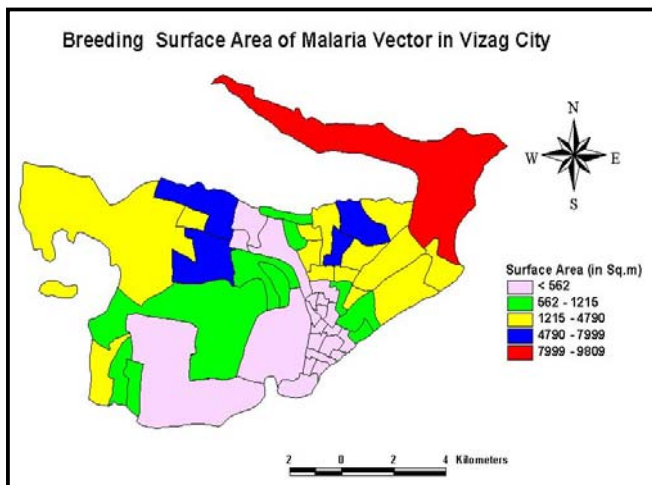 Breeding Surface Area of Malaria Vector in Vizag City
N
W E
S
Surface Area (in Sq.m)
< 562
562 - 1215
1215 - 4790
4790 - 7999
7999 - 9809
2 0 2 4 Kilometers